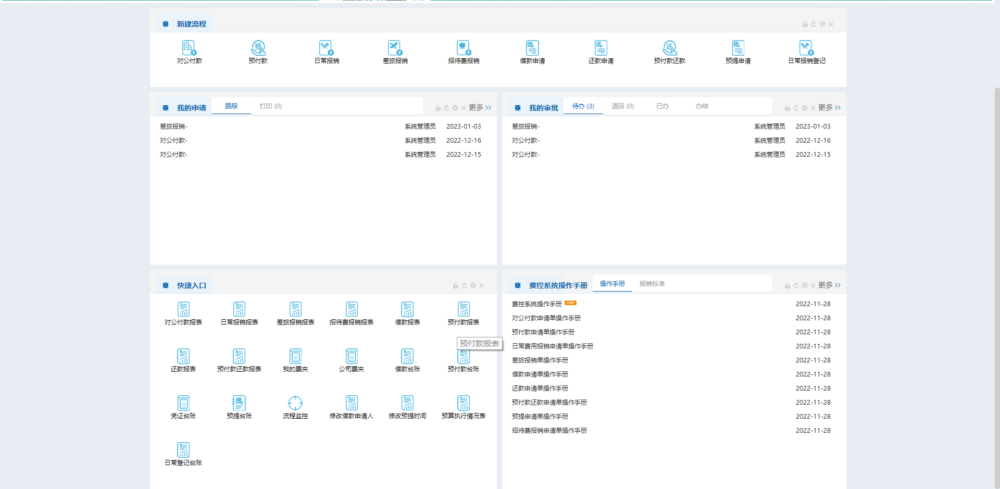 新建流程
对公付款 预付款 日常报销 差旅报销 招待费报销 借款申请 还款申请 预付款还款 预提申请 日常报销登记
我的申请 跟踪 打印 (0) 更多
差旅报销- 系统管理员 2023-01-03
对公付款- 系统管理员 2022-12-16
对公付款- 系统管理员 2022-12-15
我的审批 待办 (3) 退回 (0) 已办 办结 更多
差旅报销- 系统管理员 2023-01-03
对公付款- 系统管理员 2022-12-16
对公付款- 系统管理员 2022-12-15
快捷入口
对公付款报表 日常报销报表 差旅报销报表 招待费报销报表 借款报表 预付款报表
预付款报表
还款报表 预付款还款报表 我的票夹 公司票夹 借款台账 预付款台账
凭证台账 预提台账 流程监控 修改借款申请人 修改预提时间 预算执行情况表
日常登记台账
费控系统操作手册 操作手册 报销标准 更多
费控系统操作手册 TOP 2022-11-28
对公付款申请单操作手册 2022-11-28
预付款申请单操作手册 2022-11-28
日常费用报销申请单操作手册 2022-11-28
差旅报销单操作手册 2022-11-28
借款申请单操作手册 2022-11-28
还款申请单操作手册 2022-11-28
预付款还款申请单操作手册 2022-11-28
预提申请单操作手册 2022-11-28
招待费报销申请单操作手册 2022-11-28